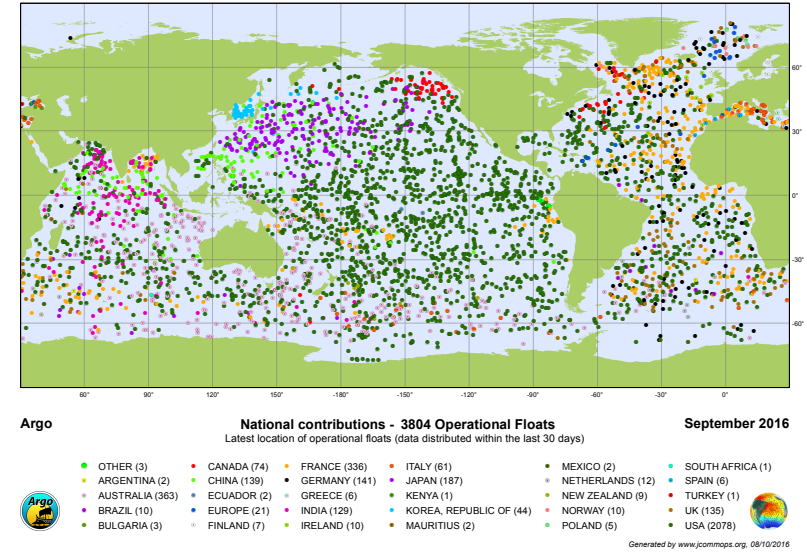 60°
30°
0°
-30°
-60°
60° 90° 120° 150° -180° -150° -120° -90° -60° -30° 0°
Argo National contributions - 3804 Operational Floats September 2016
Latest location of operational floats (data distributed within the last 30 days)
OTHER (3) CANADA (74) FRANCE (336) ITALY (61) MEXICO (2) SOUTH AFRICA (1)
ARGENTINA (2) CHINA (139) GERMANY (141) JAPAN (187) NETHERLANDS (12) SPAIN (6)
AUSTRALIA (363) ECUADOR (2) GREECE (6) KENYA (1) NEW ZEALAND (9) TURKEY (1)
BRAZIL (10) EUROPE (21) INDIA (129) KOREA, REPUBLIC OF (44) NORWAY (10) UK (135)
BULGARIA (3) FINLAND (7) IRELAND (10) MAURITIUS (2) POLAND (5) USA (2078)
Argo
Generated by www.jcommops.org, 08/10/2016